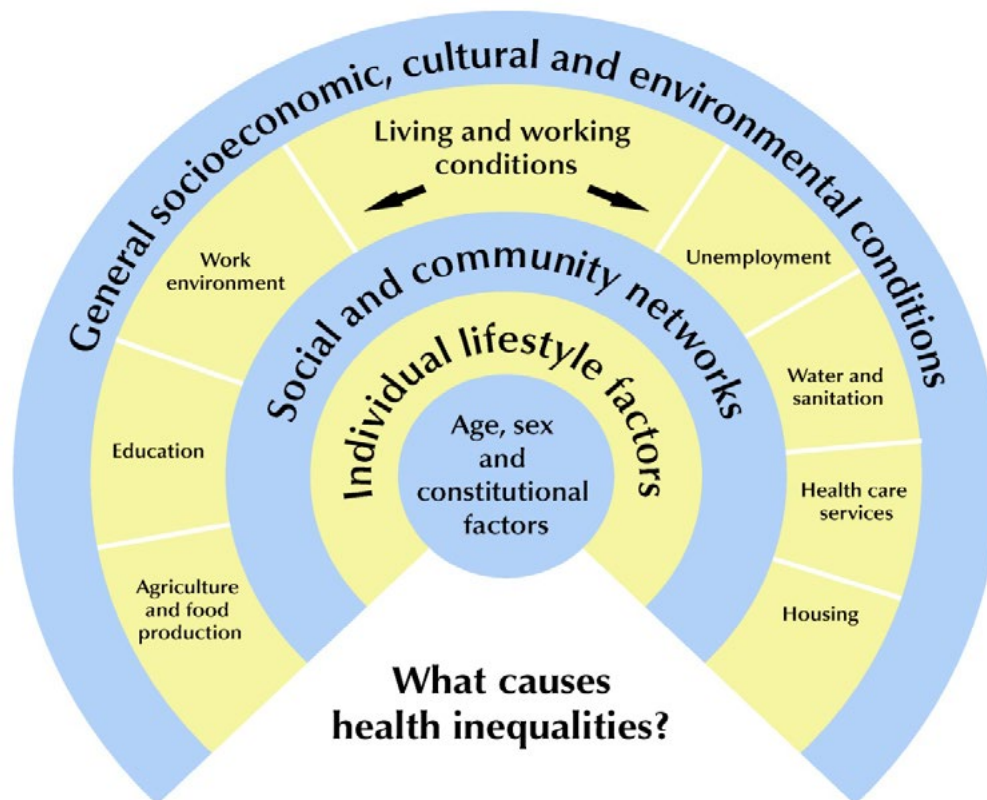 General socioeconomic, cultural and environmental conditions
Living and working
conditions
Work
environment
Unemployment
Social and community networks
Individual lifestyle factors
Water and
sanitation
Education
Age, sex
and
constitutional
factors
Health care
services
Agriculture
and food
production
Housing
What causes
health inequalities?